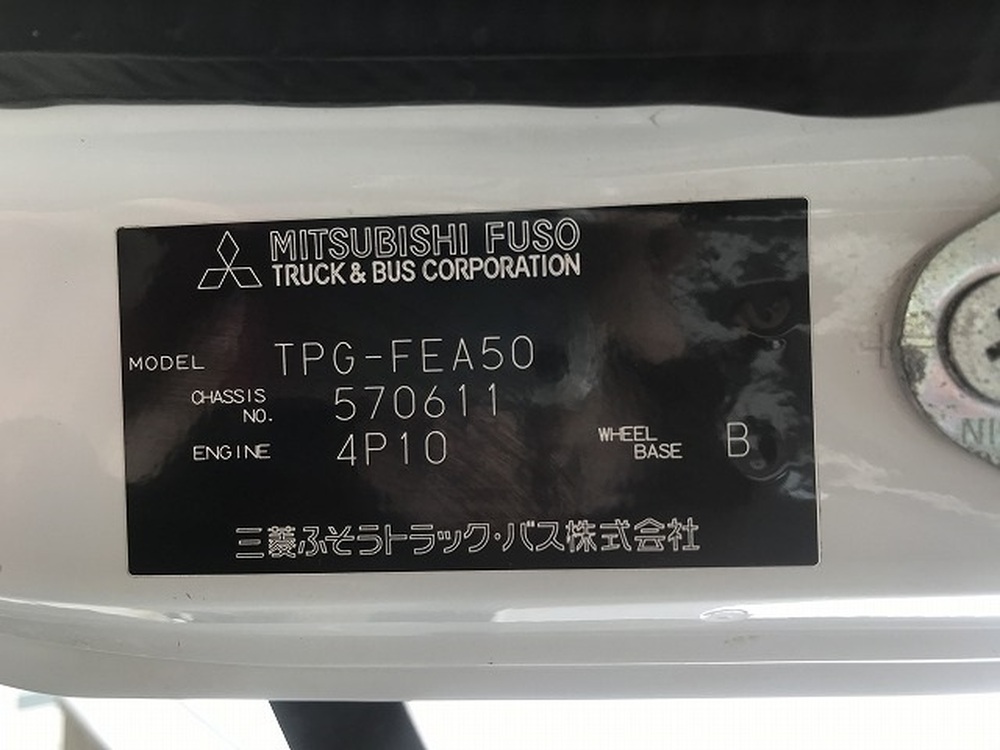 MITSUBISHI FUSO
TRUCK & BUS CORPORATION
MODEL TPG-FEA50
CHASSIS NO. 570611
ENGINE 4P10 WHEEL BASE B
三菱ふそうトラック・バス株式会社